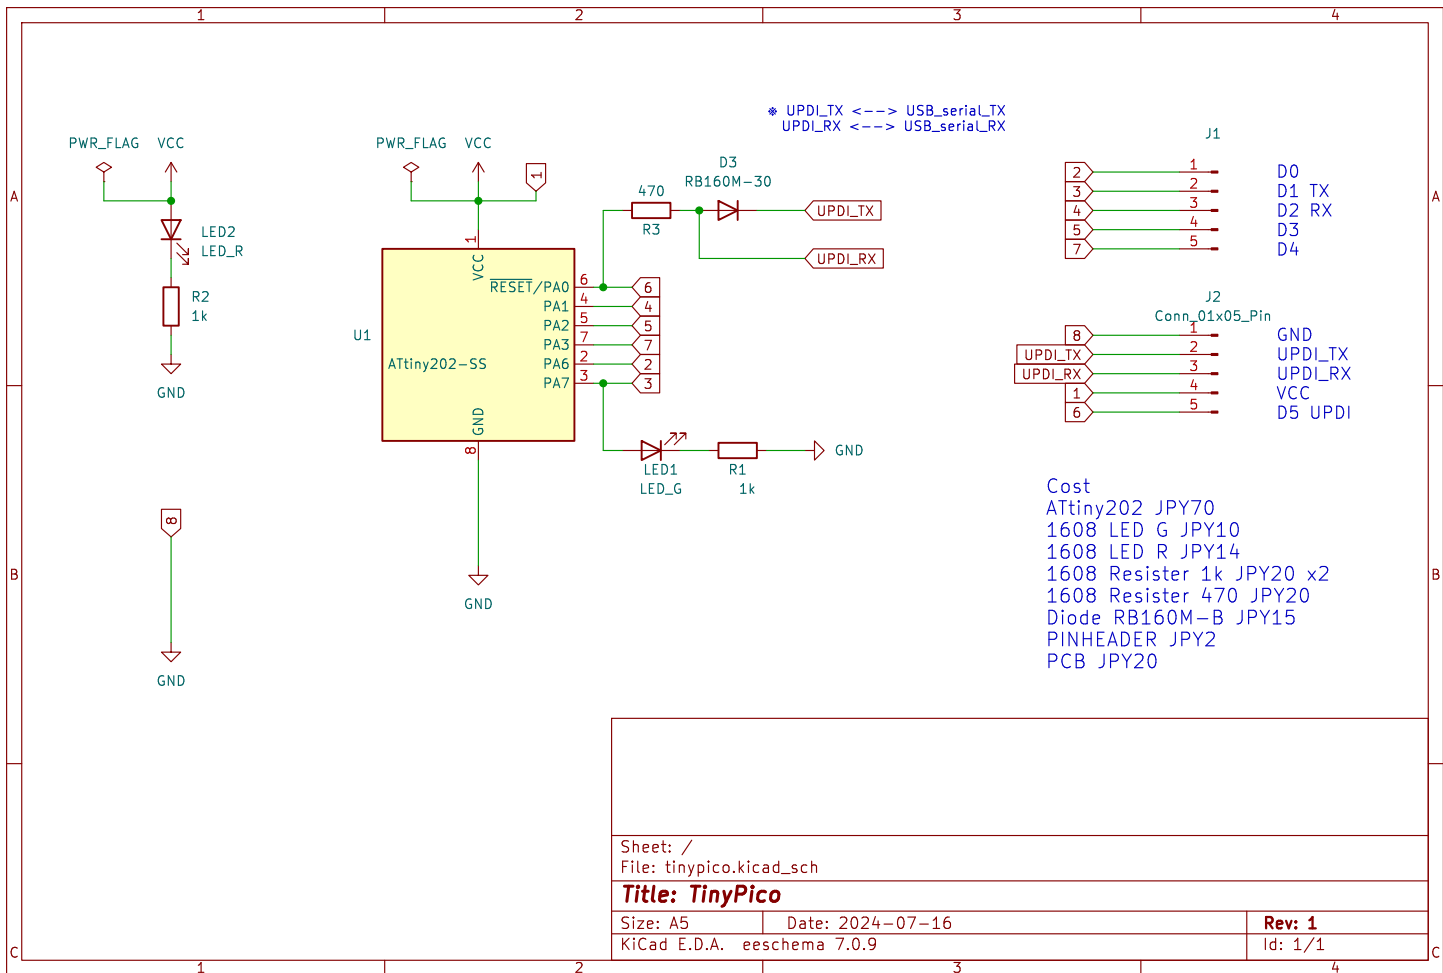 1 2 3 4
A
B
C
PWR_FLAG VCC
LED2
LED_R
R2
1k
GND
8
GND
PWR_FLAG VCC
1
1
VCC
U1
ATtiny202-SS
RESET/PA0 6 6
PA1 4 4
PA2 5 5
PA3 7 7
PA6 2 2
PA7 3 3
GND
8
GND
※ UPDI_TX <--> USB_serial_TX
UPDI_RX <--> USB_serial_RX
D3
RB160M-30
470
R3
UPDI_TX
UPDI_RX
LED1
LED_G
R1
1k
GND
J1
2 1 D0
3 2 D1 TX
4 3 D2 RX
5 4 D3
7 5 D4
J2
Conn_01x05_Pin
8 1 GND
UPDI_TX 2 UPDI_TX
UPDI_RX 3 UPDI_RX
1 4 VCC
6 5 D5 UPDI
Cost
ATtiny202 JPY70
1608 LED G JPY10
1608 LED R JPY14
1608 Resister 1k JPY20 x2
1608 Resister 470 JPY20
Diode RB160M-B JPY15
PINHEADER JPY2
PCB JPY20
Sheet: /
File: tinypico.kicad_sch
Title: TinyPico
Size: A5 Date: 2024-07-16 Rev: 1
KiCad E.D.A. eeschema 7.0.9 Id: 1/1
A
B
C
1 2 3 4